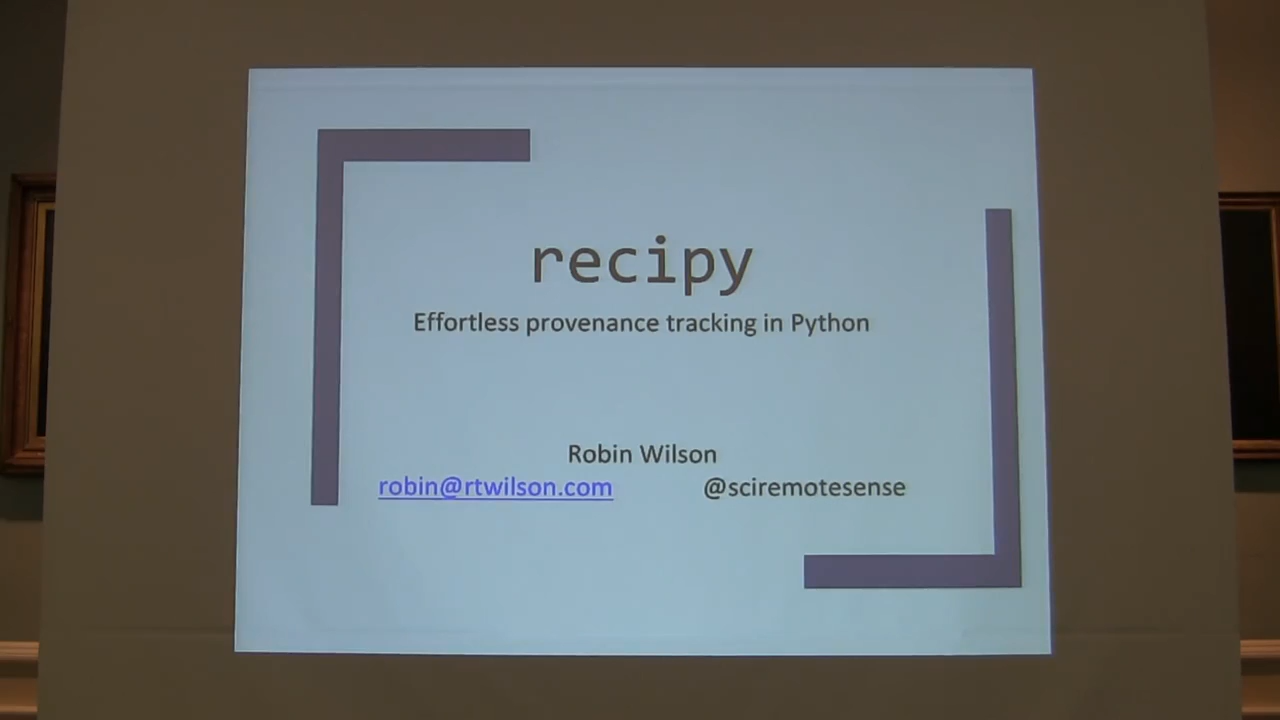 recipy
Effortless provenance tracking in Python
Robin Wilson
robin@rtwilson.com @sciremotesense